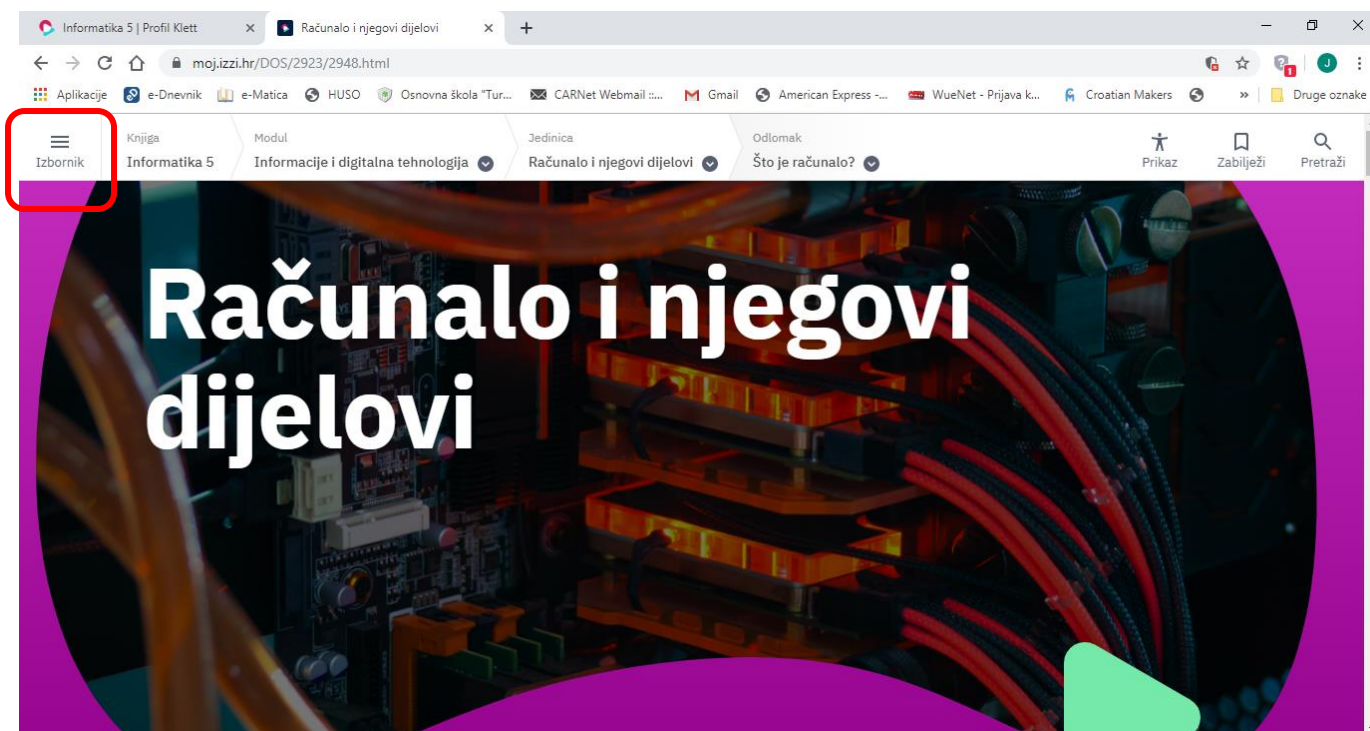 Informatika 5 | Profil Klett
Računalo i njegovi dijelovi
moj.izzi.hr/DOS/2923/2948.html
1
J
Aplikacije e-Dnevnik e-Matica HUSO Osnovna škola "Tur... CARNet Webmail ::... Gmail American Express -... WueNet - Prijava k... Croatian Makers » Druge oznake
Izbornik
Knjiga
Informatika 5
Modul
Informacije i digitalna tehnologija
Jedinica
Računalo i njegovi dijelovi
Odlomak
Što je računalo?
Prikaz
Zabilježi
Pretraži
Računalo i njegovi
dijelovi